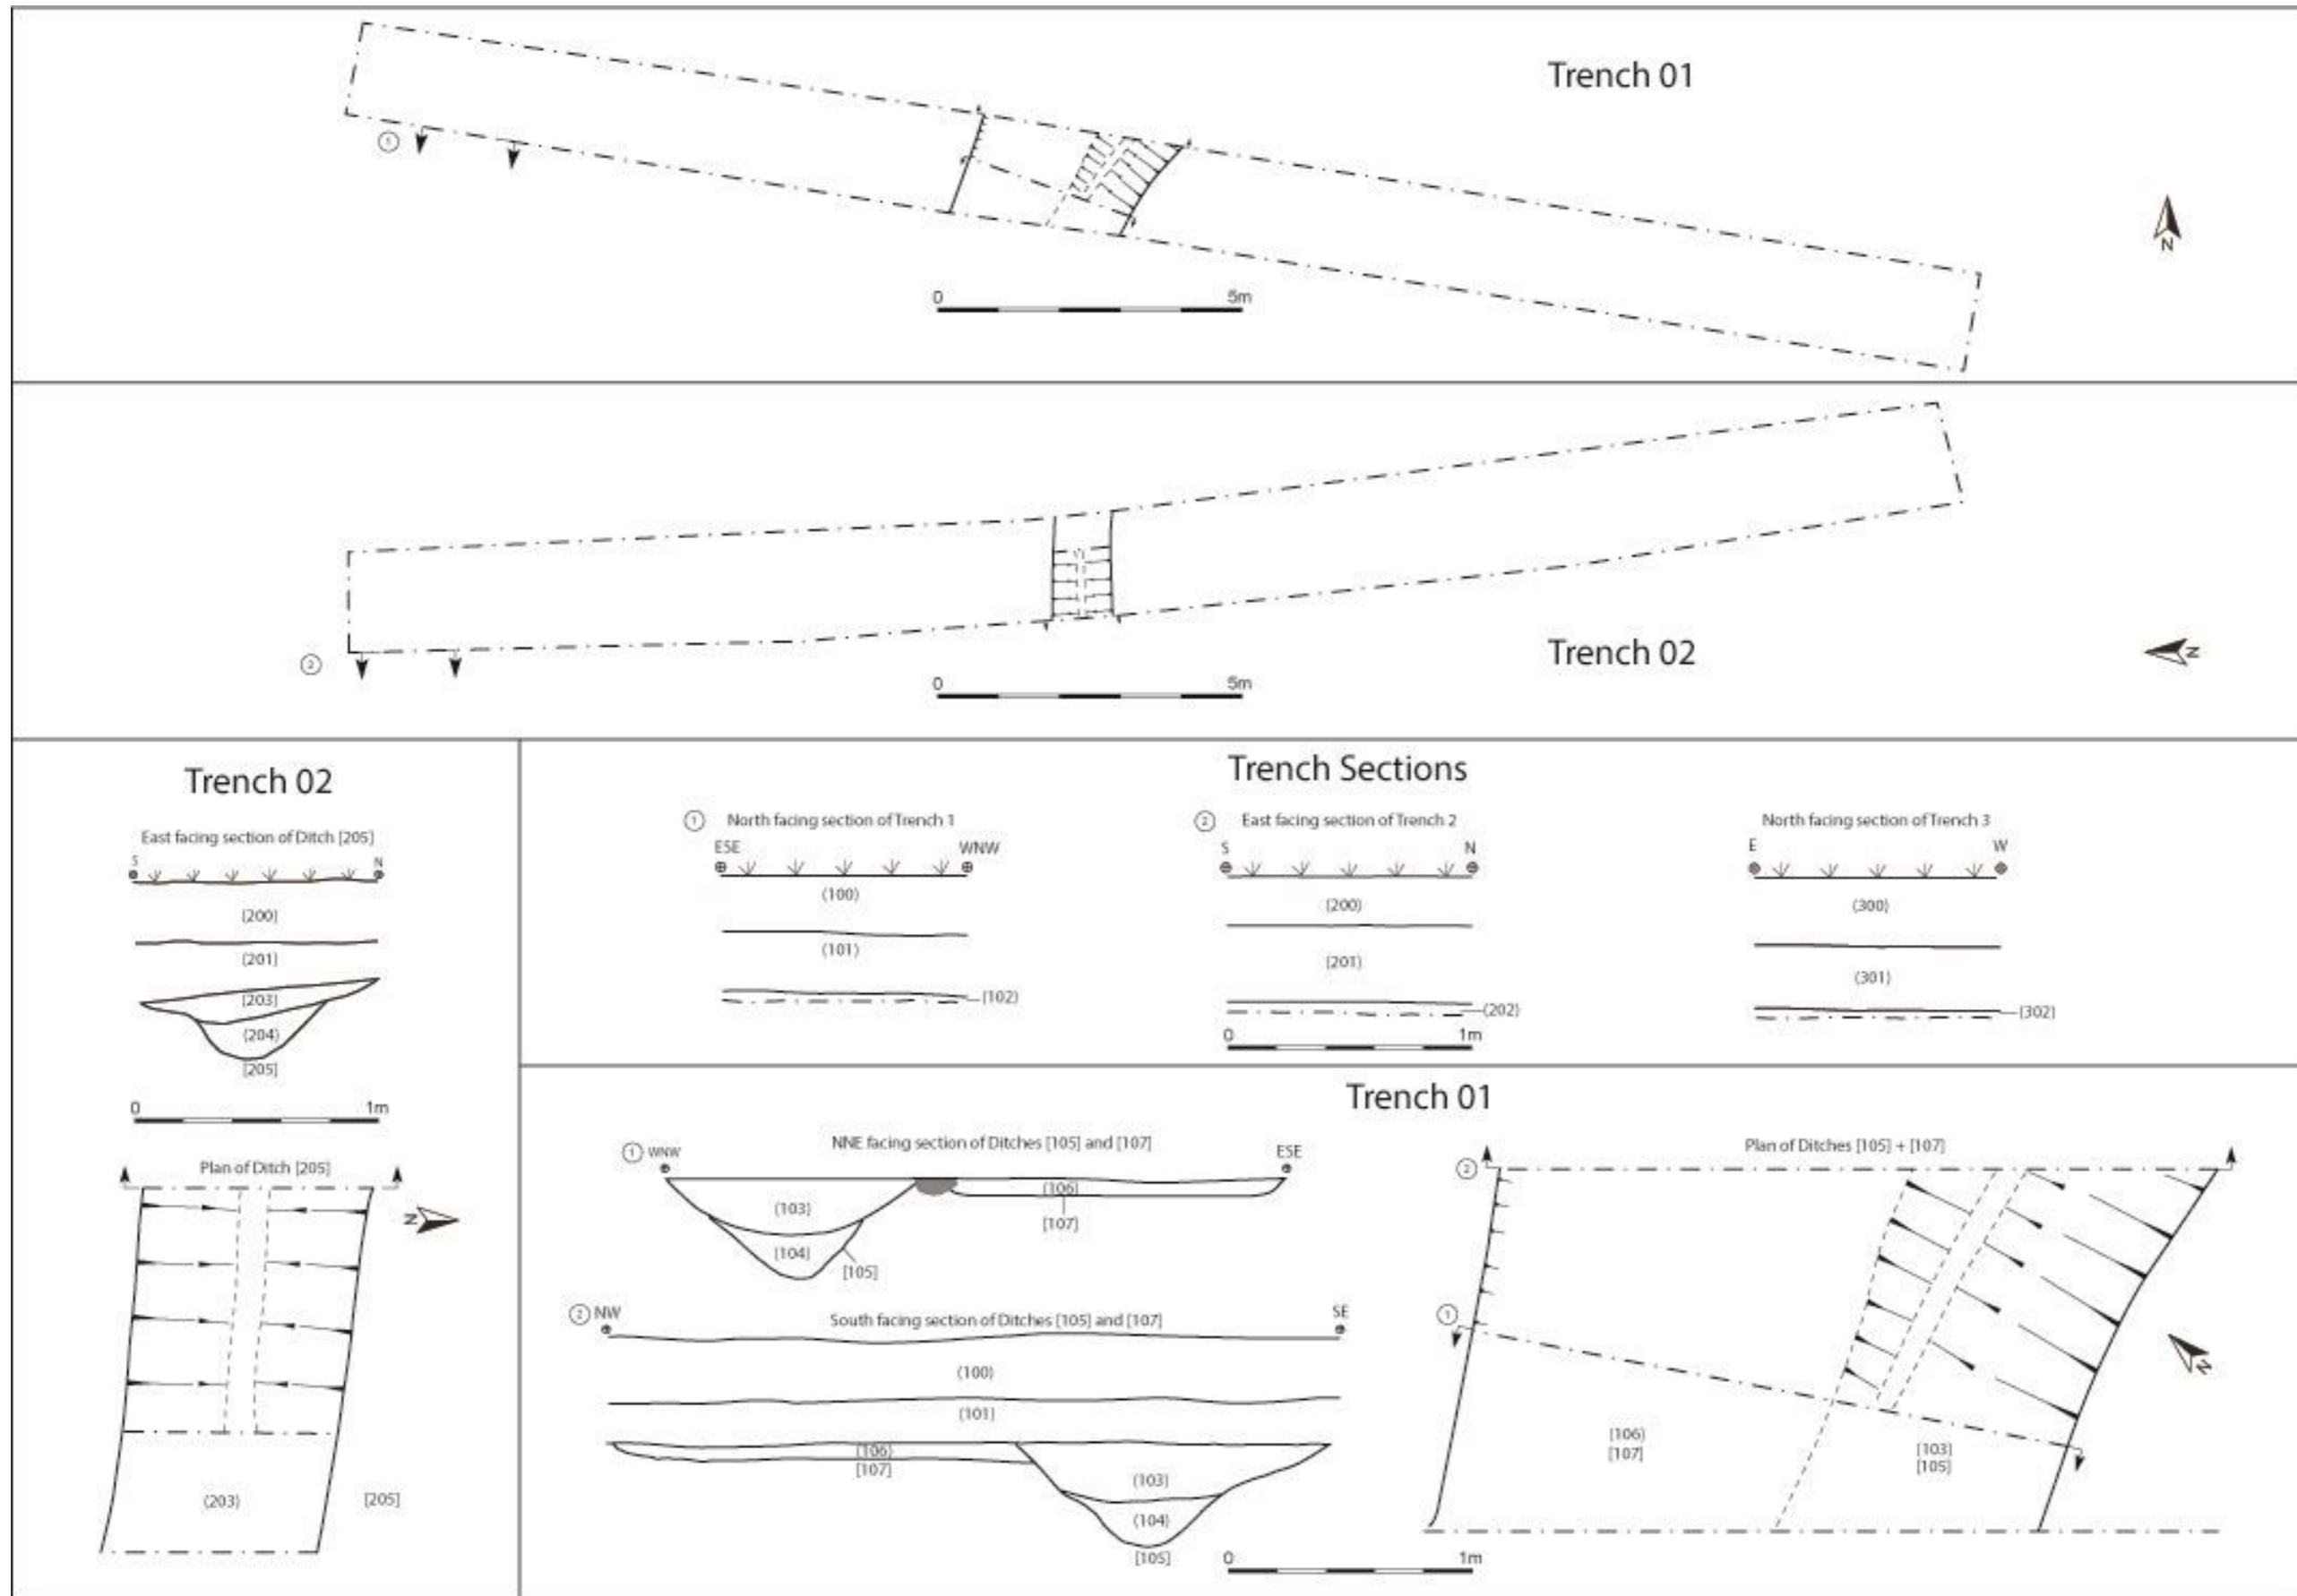 Trench 01
1
N
0 5m
2
Trench 02
N
0 5m
Trench 02
East facing section of Ditch [205]
S N
(200)
(201)
(203)
(204)
[205]
0 1m
Plan of Ditch [205]
N
(203)
[205]
Trench Sections
1 North facing section of Trench 1
ESE WNW
(100)
(101)
(102)
2 East facing section of Trench 2
S N
(200)
(201)
(202)
0 1m
North facing section of Trench 3
E W
(300)
(301)
(302)
Trench 01
NNE facing section of Ditches [105] and [107]
1 WNW ESE
(106)
(103)
[107]
(104)
[105]
2 NW SE
South facing section of Ditches [105] and [107]
(100)
(101)
(106)
[107]
(103)
(104)
[105]
0 1m
Plan of Ditches [105] + [107]
2
1
N
(106)
[107]
(103)
[105]